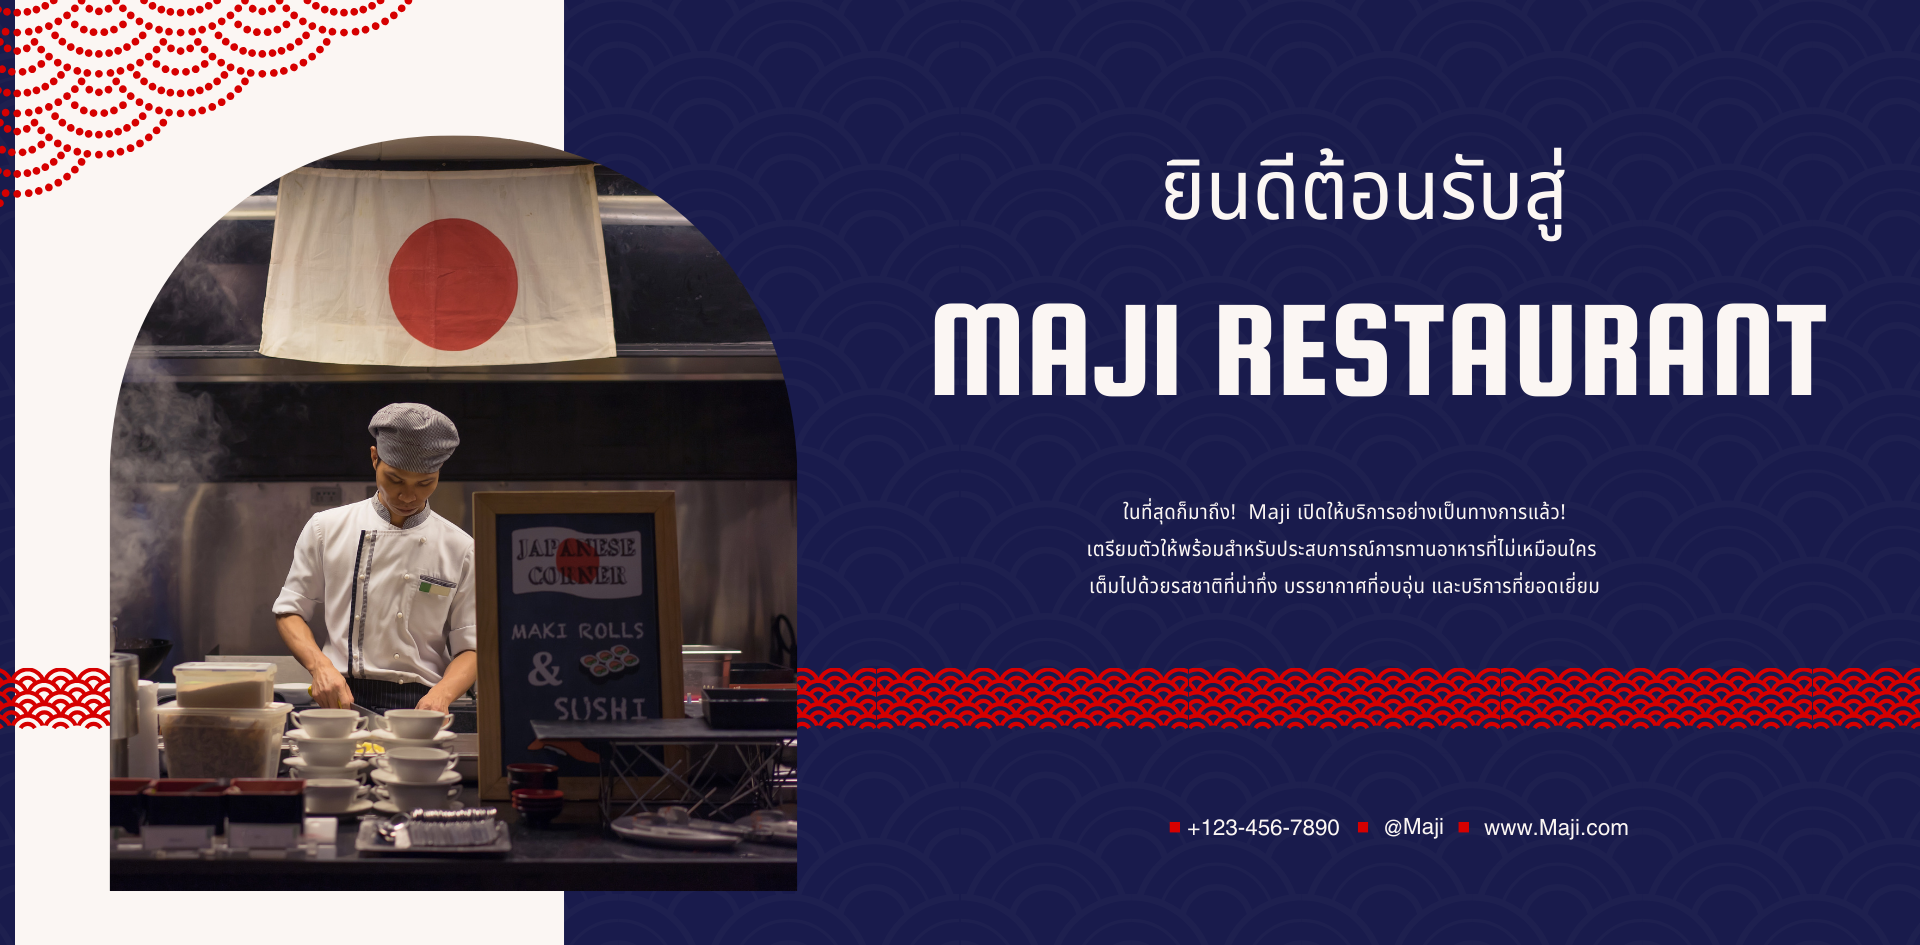 ยินดีต้อนรับสู่
MAJI RESTAURANT
ในที่สุดก็มาถึง! Maji เปิดให้บริการอย่างเป็นทางการแล้ว!
เตรียมตัวให้พร้อมสำหรับประสบการณ์การทานอาหารที่ไม่เหมือนใคร
เต็มไปด้วยรสชาติที่น่าทึ่ง บรรยากาศที่อบอุ่น และบริการที่ยอดเยี่ยม
+123-456-7890 @Maji www.Maji.com
JAPANESE
CORNER
MAKI ROLLS
&
SUSHI